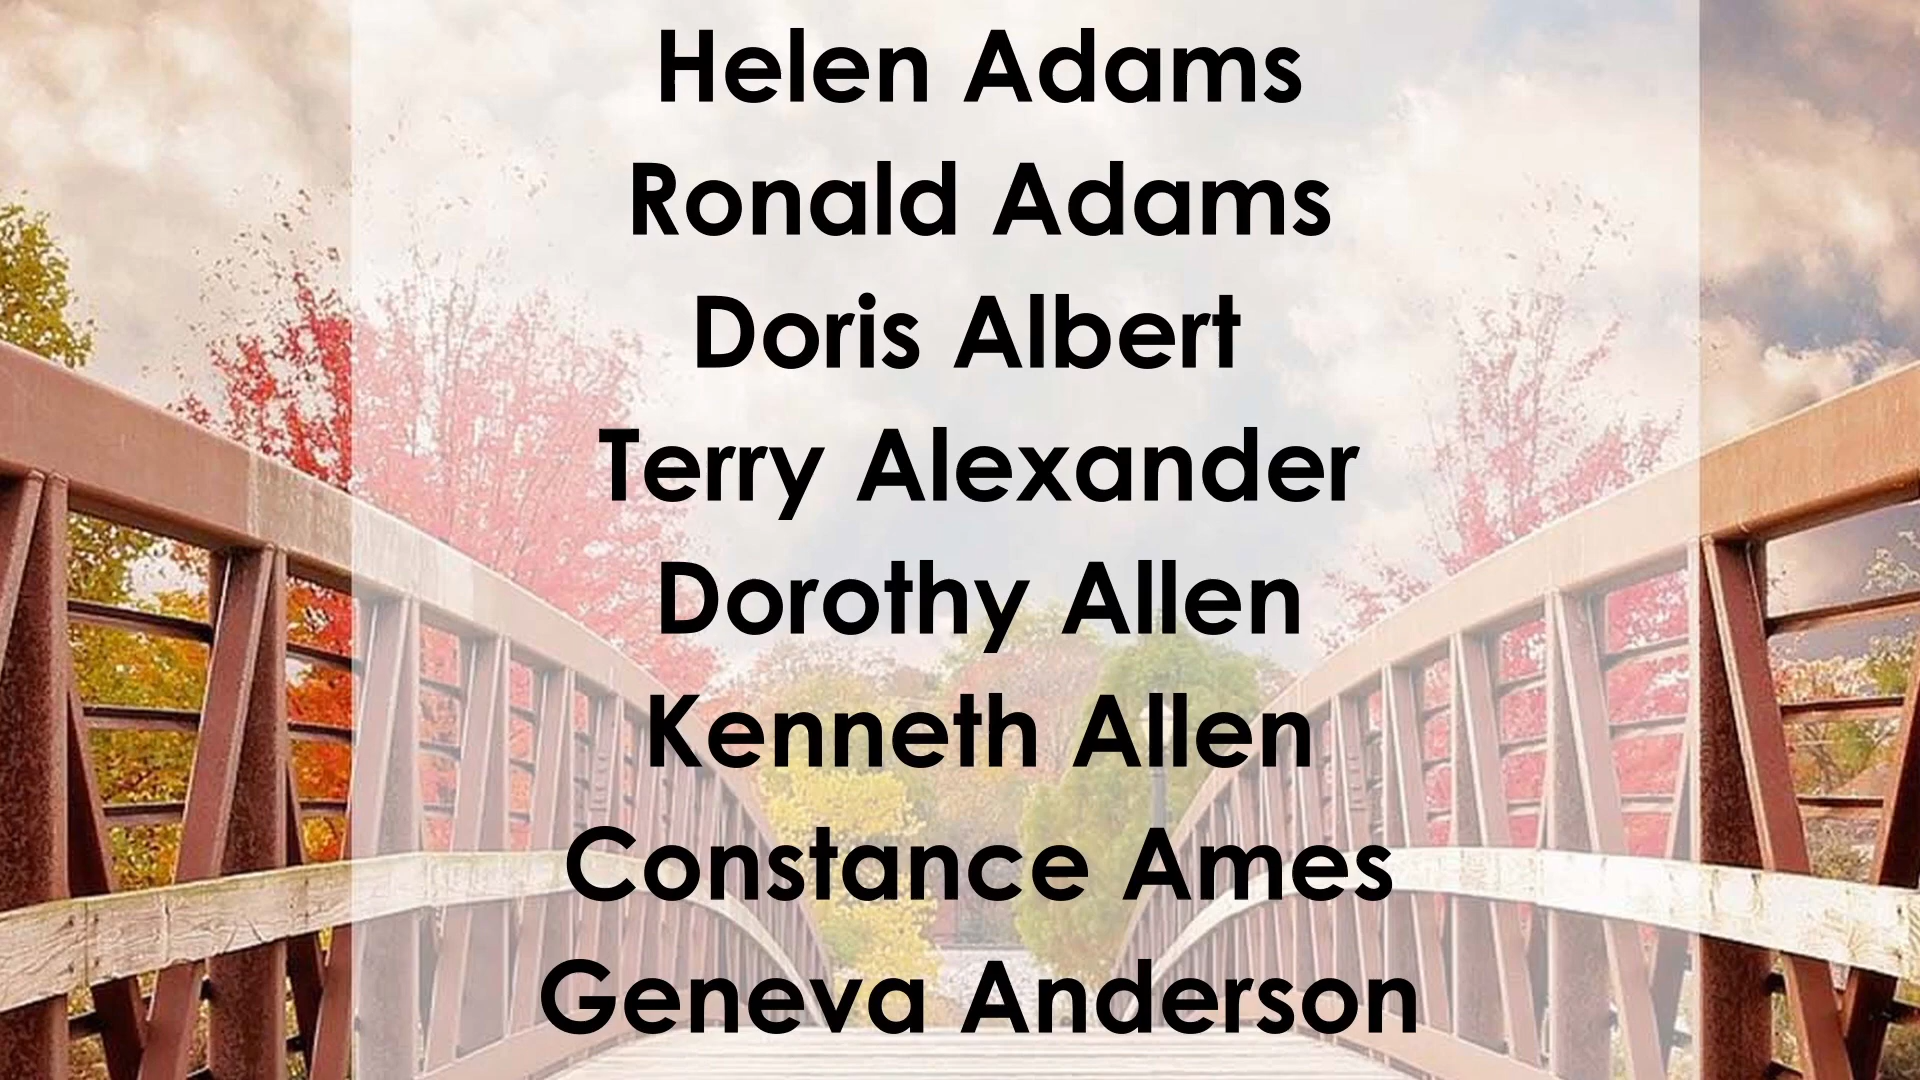 Helen Adams
Ronald Adams
Doris Albert
Terry Alexander
Dorothy Allen
Kenneth Allen
Constance Ames
Geneva Anderson